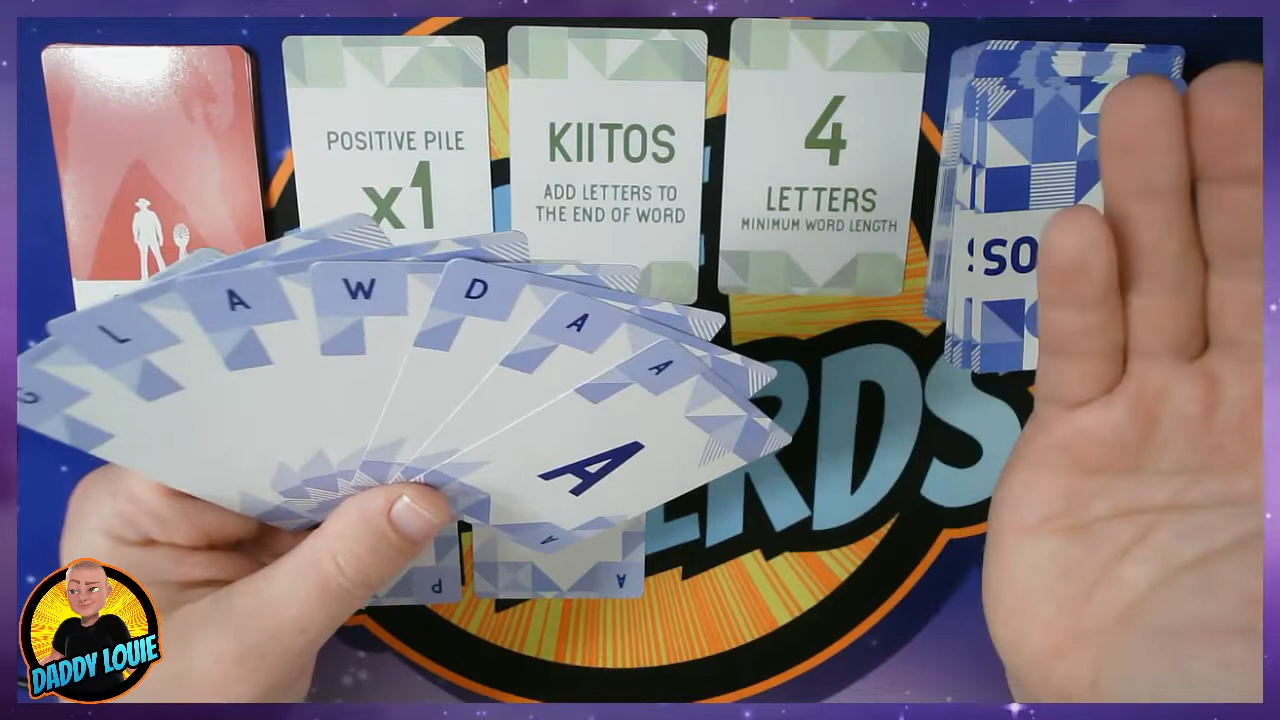 POSITIVE PILE
x1
KIITOS
ADD LETTERS TO
THE END OF WORD
4
LETTERS
MINIMUM WORD LENGTH
SO
L
A
W
D
A
A
A
A
P
A
DADDY LOUIE